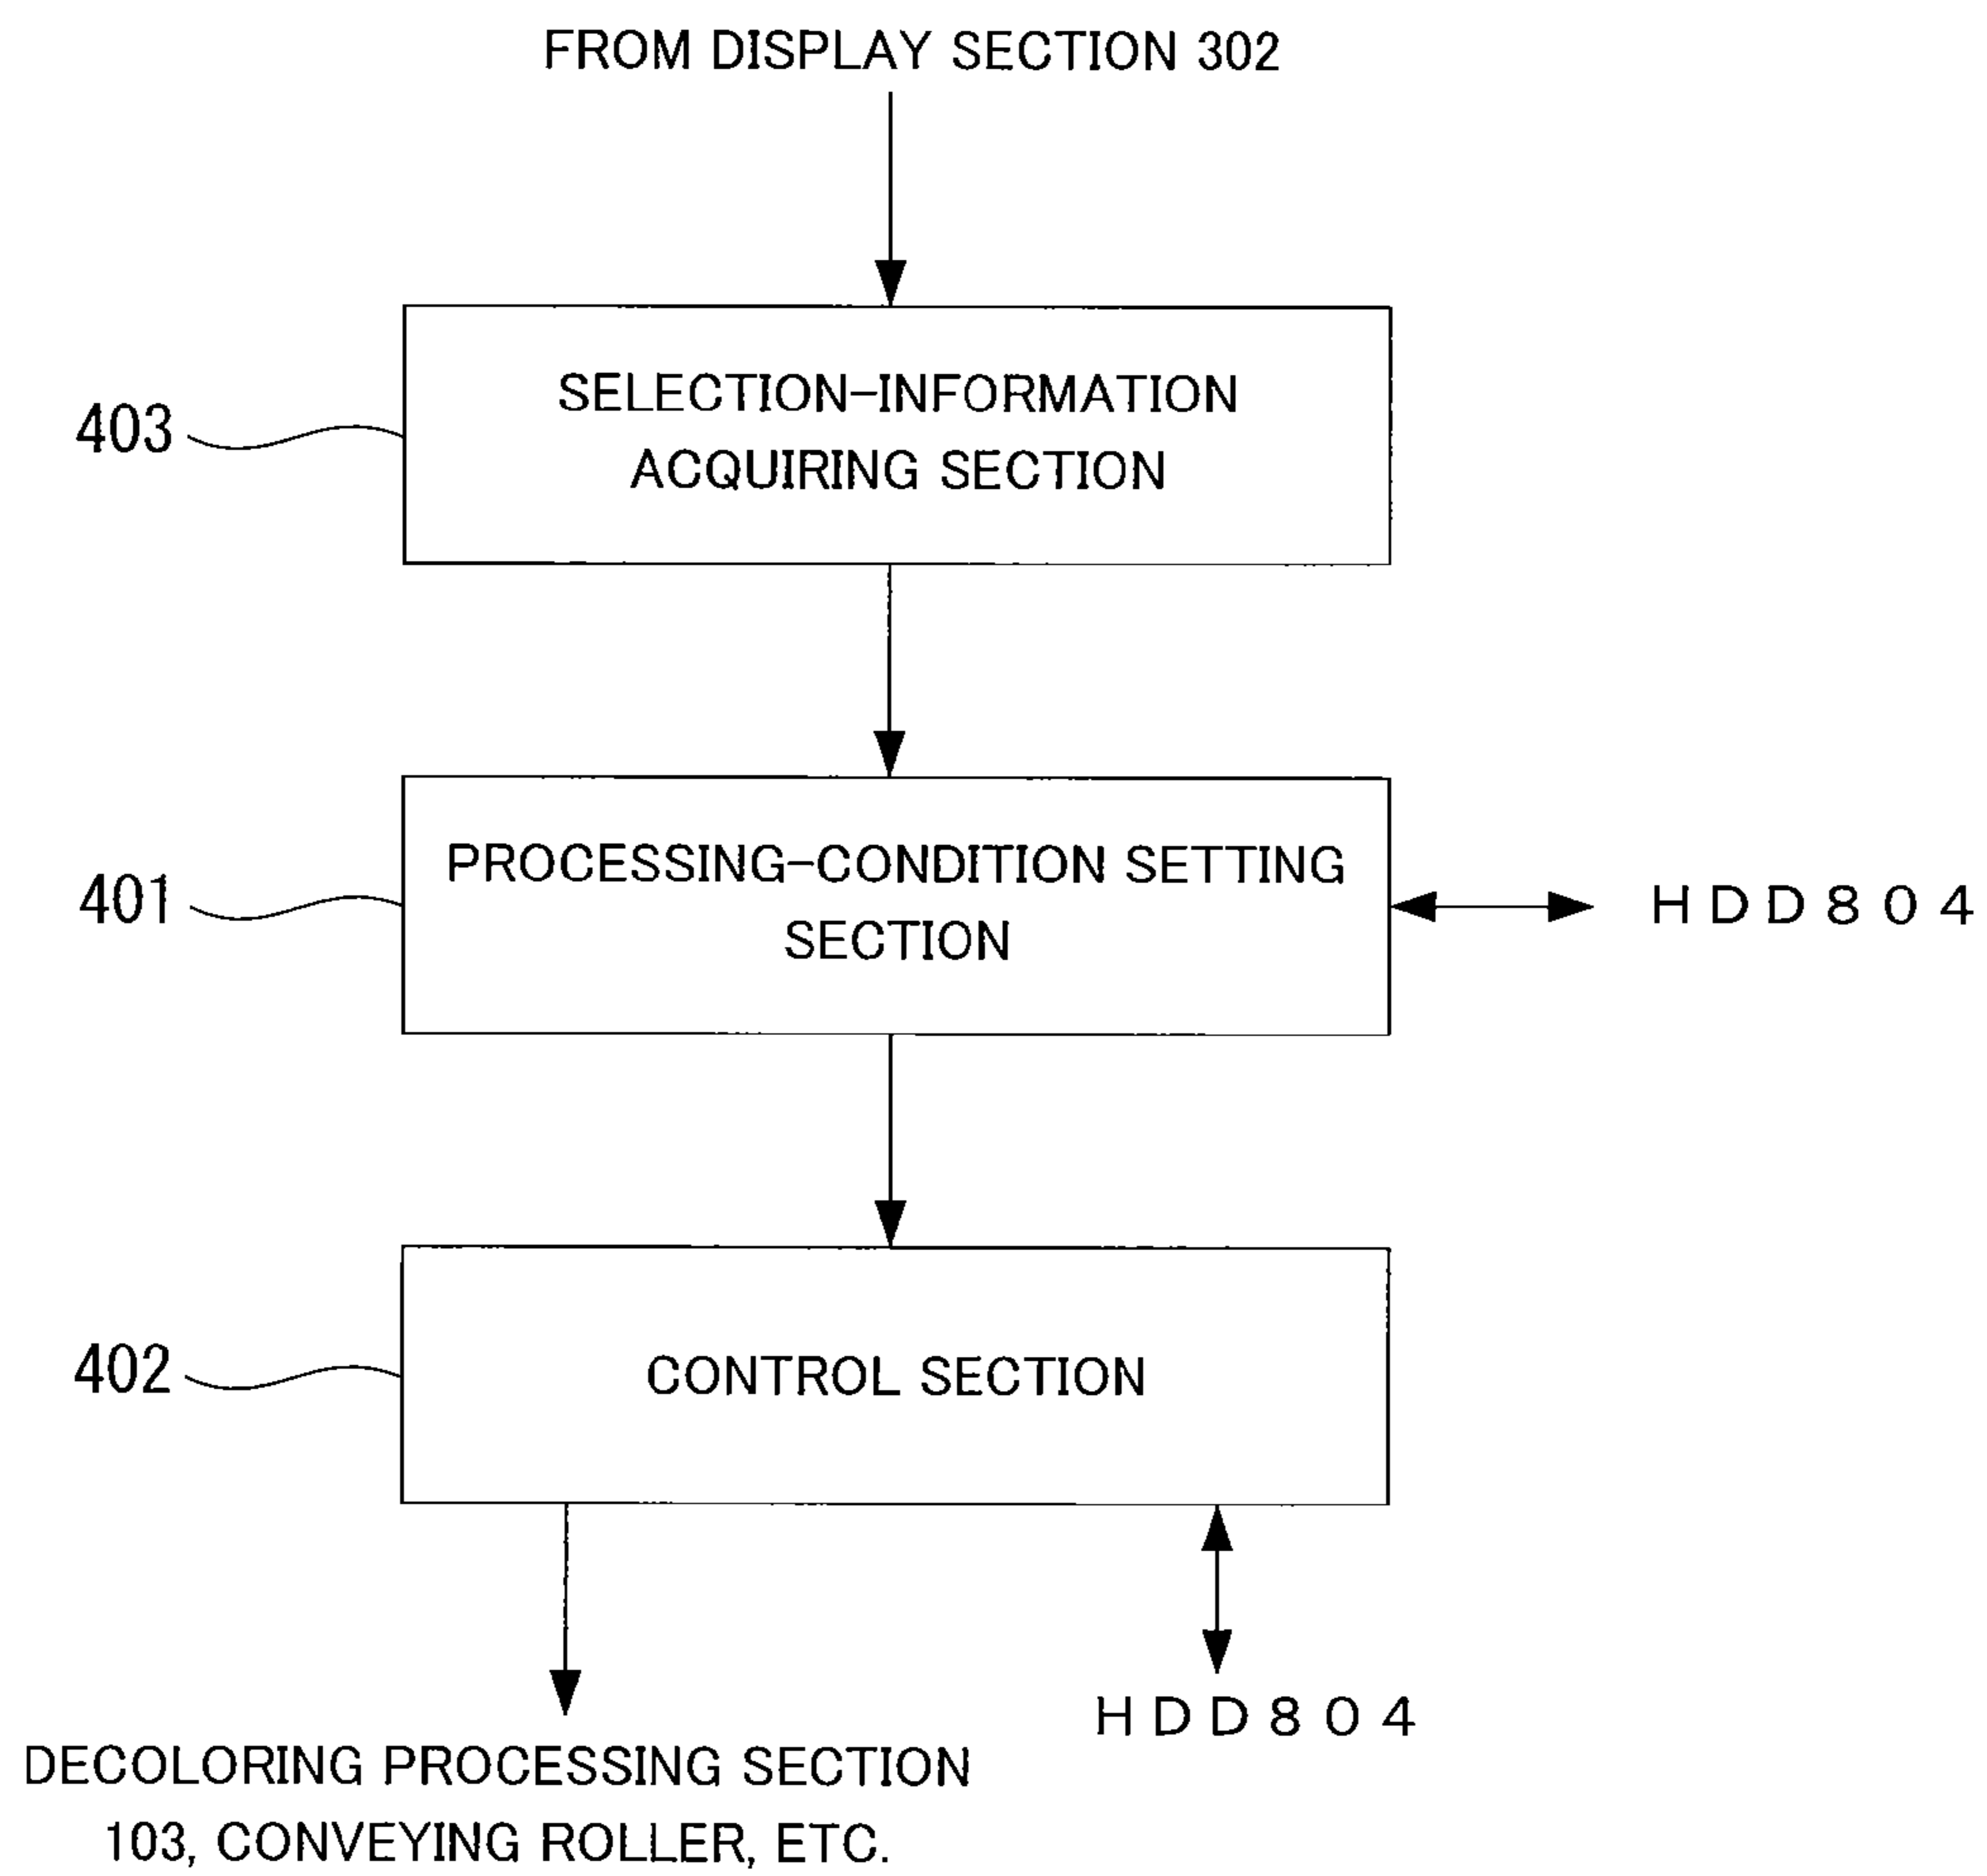 FROM DISPLAY SECTION 302
403
SELECTION-INFORMATION
ACQUIRING SECTION
401
PROCESSING-CONDITION SETTING
SECTION
HDD804
402
CONTROL SECTION
HDD804
DECOLORING PROCESSING SECTION
103, CONVEYING ROLLER, ETC.